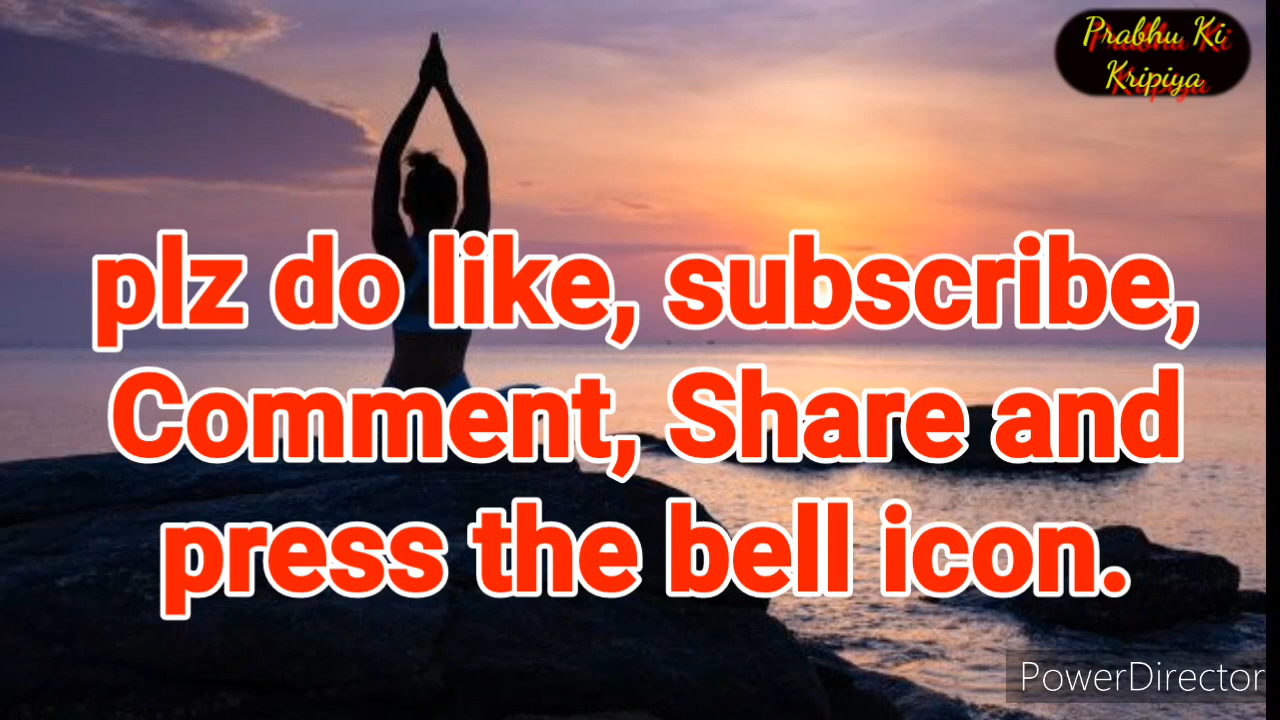 Prabhu Ki
Kripiya
plz do like, subscribe,
Comment, Share and
press the bell icon.
PowerDirector